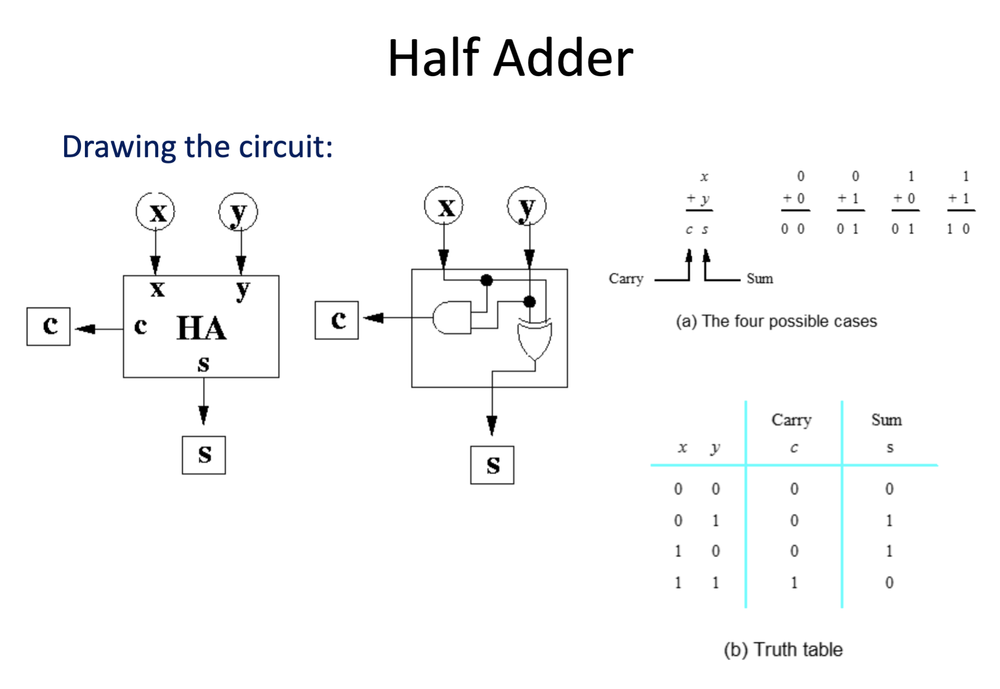 Half Adder
Drawing the circuit:
x y
x y
c c HA
s
s
x y
c
s
x 0 0 1 1
+ y + 0 + 1 + 0 + 1
c s 0 0 0 1 0 1 1 0
Carry Sum
(a) The four possible cases
Carry Sum
x y c s
0 0 0 0
0 1 0 1
1 0 0 1
1 1 1 0
(b) Truth table